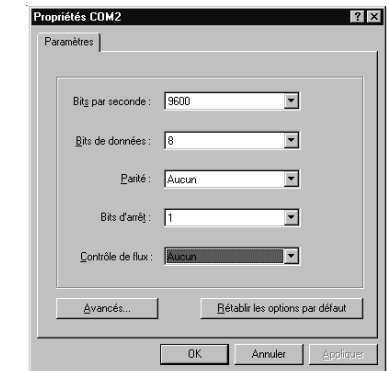 Propriétés COM2
Paramètres
Bits par seconde : 9600
Bits de données : 8
Parité : Aucun
Bits d'arrêt : 1
Contrôle de flux : Aucun
Avancés... Rétablir les options par défaut
OK Annuler Appliquer